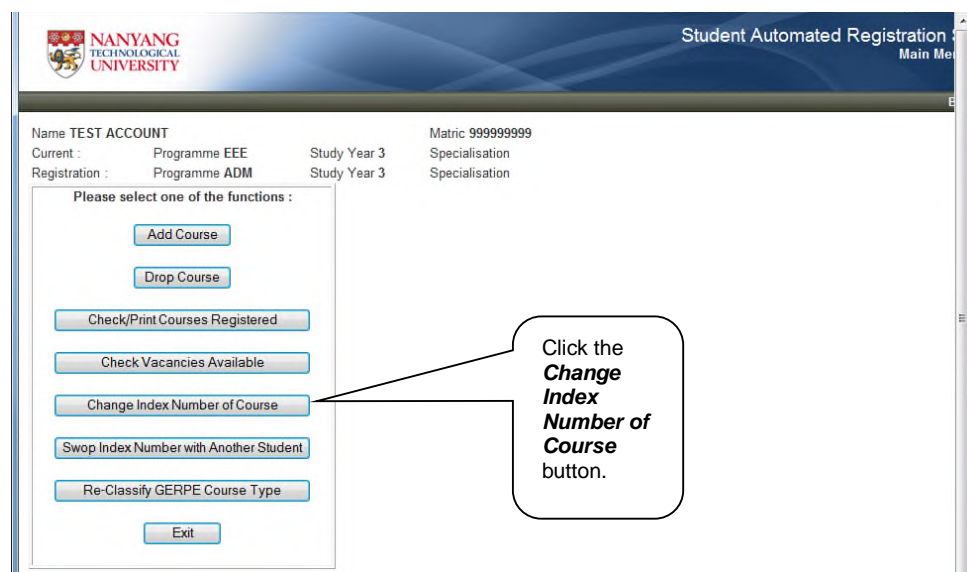 NANYANG
TECHNOLOGICAL
UNIVERSITY
Student Automated Registration
Main
Name TEST ACCOUNT Matric 999999999
Current : Programme EEE Study Year 3 Specialisation
Registration : Programme ADM Study Year 3 Specialisation
Please select one of the functions :
Add Course
Drop Course
Check/Print Courses Registered
Check Vacancies Available
Change Index Number of Course
Swop Index Number with Another Student
Re-Classify GERPE Course Type
Exit
Click the
Change
Index
Number of
Course
button.